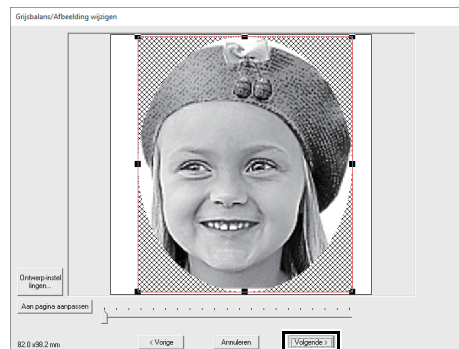 Grijsbalans/Afbeelding wijzigen
Ontwerp-instel
lingen...
Aan pagina aanpassen
82.0 x98.2 mm
< Vorige
Annuleren
Volgende >